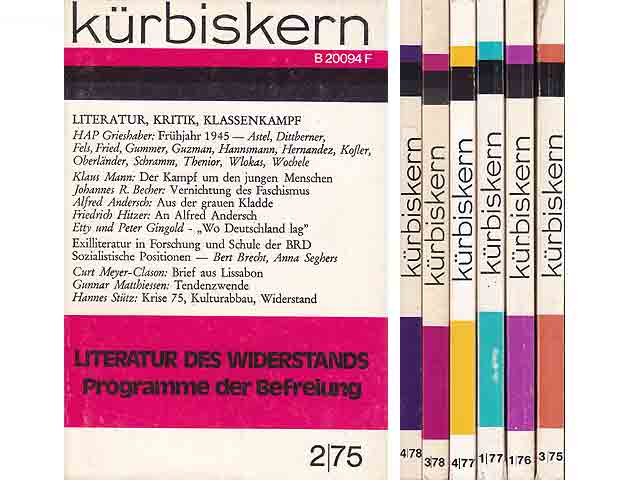 kürbiskern
B 20094 F
LITERATUR, KRITIK, KLASSENKAMPF
HAP Grieshaber: Frühjahr 1945 — Astel, Dittberner,
Fels, Fried, Gummer, Guzman, Hannsmann, Hernandez, Kofler,
Oberländer, Schramm, Thenior, Wlokas, Wochele
Klaus Mann: Der Kampf um den jungen Menschen
Johannes R. Becher: Vernichtung des Faschismus
Alfred Andersch: Aus der grauen Kladde
Friedrich Hitzer: An Alfred Andersch
Etty und Peter Gingold - „Wo Deutschland lag"
Exilliteratur in Forschung und Schule der BRD
Sozialistische Positionen — Bert Brecht, Anna Seghers
Curt Meyer-Clason: Brief aus Lissabon
Gunnar Matthiessen: Tendenzwende
Hannes Stütz: Krise 75, Kulturabbau, Widerstand
LITERATUR DES WIDERSTANDS
Programme der Befreiung
2|75
kürbiskern
4|78
kürbiskern
3|78
kürbiskern
4|77
kürbiskern
1|77
kürbiskern
1|76
kürbiskern
3|75